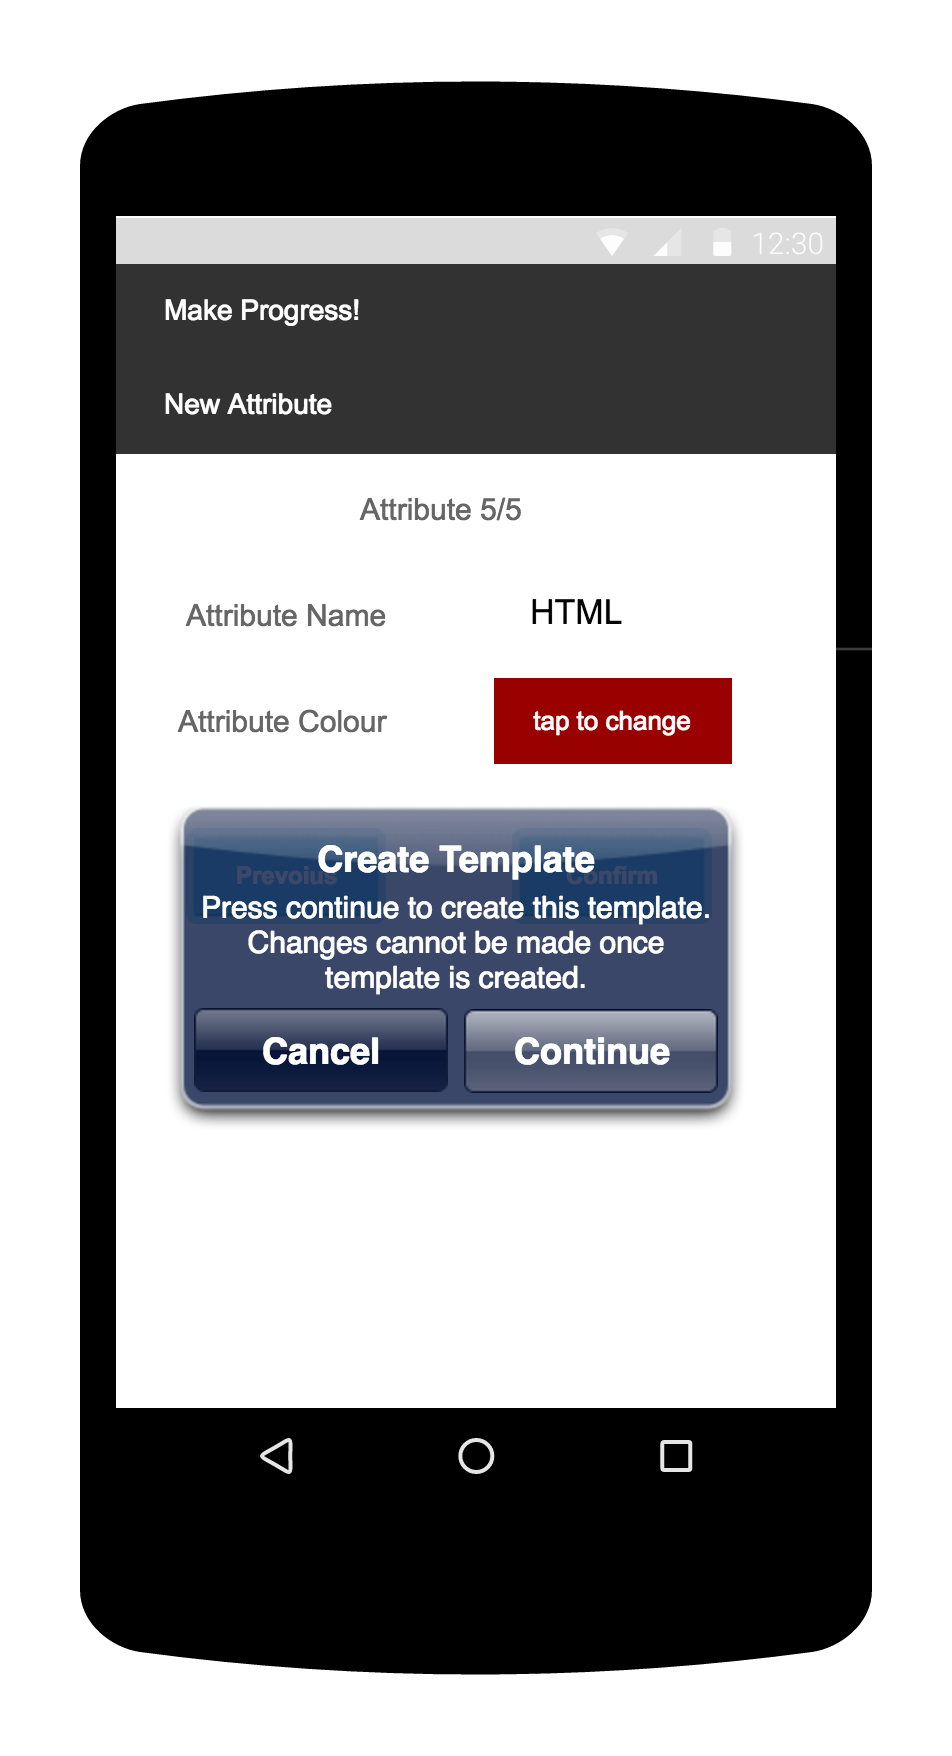 12:30
Make Progress!
New Attribute
Attribute 5/5
Attribute Name HTML
Attribute Colour tap to change
Create Template
Prevoius Confirm
Press continue to create this template.
Changes cannot be made once
template is created.
Cancel Continue